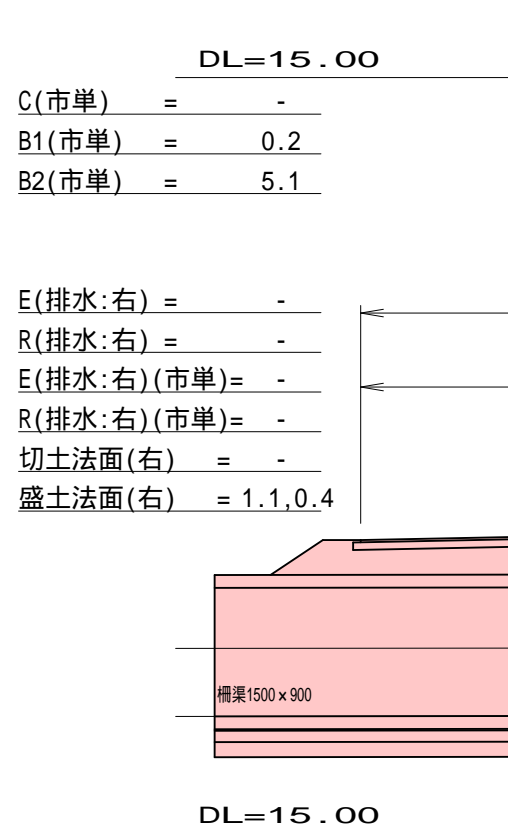 DL=15.00
C(市単) = -
B1(市単) = 0.2
B2(市単) = 5.1
E(排水:右) = -
R(排水:右) = -
E(排水:右)(市単)= -
R(排水:右)(市単)= -
切土法面(右) = -
盛土法面(右) = 1.1,0.4
柵渠1500×900
DL=15.00